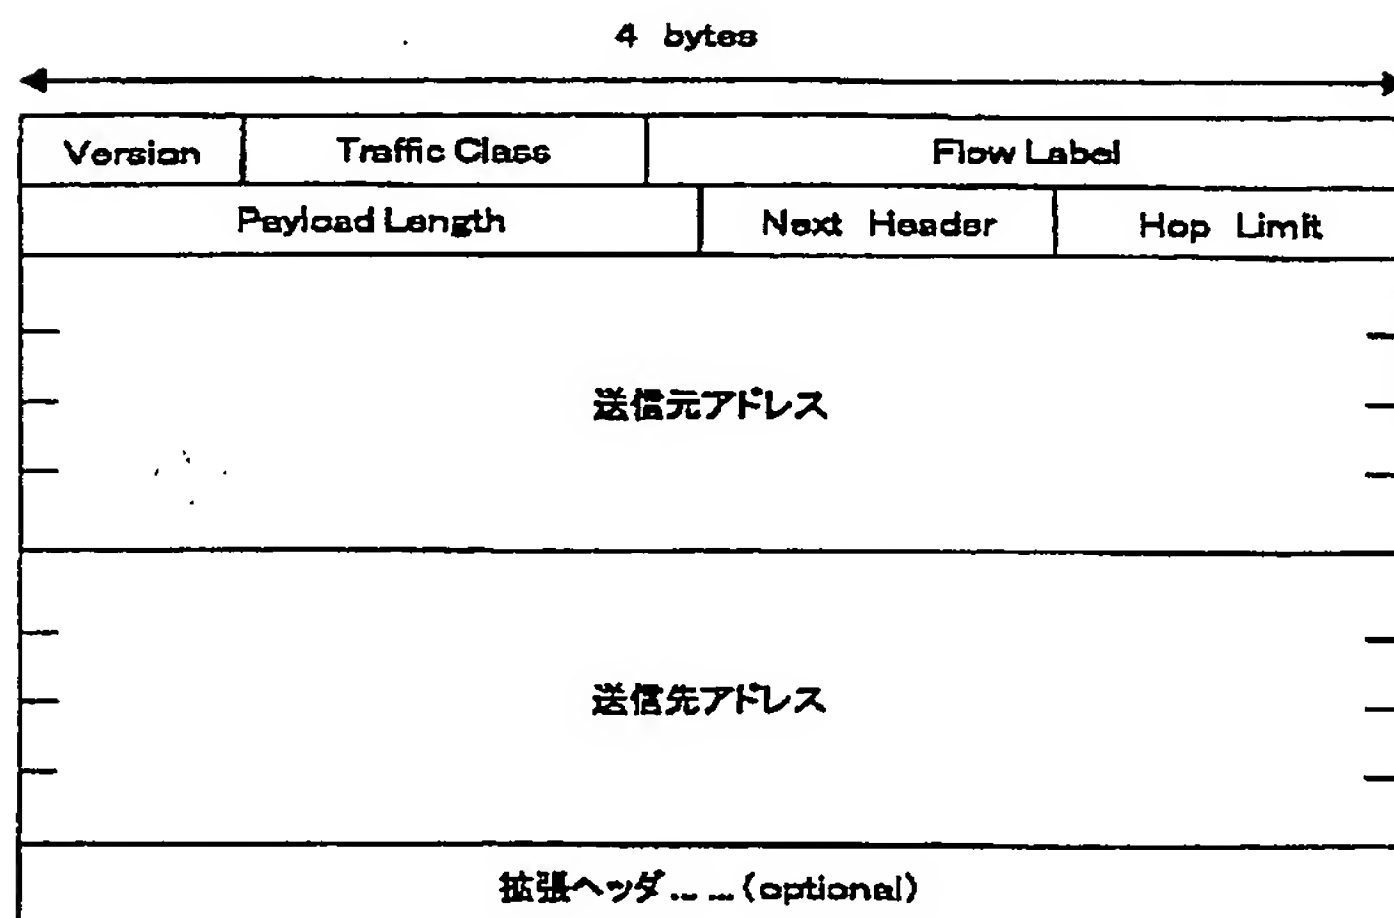 4 bytes
Version Traffic Class Flow Label
Payload Length Next Header Hop Limit
送信元アドレス
送信先アドレス
拡張ヘッダ... ...(optional)